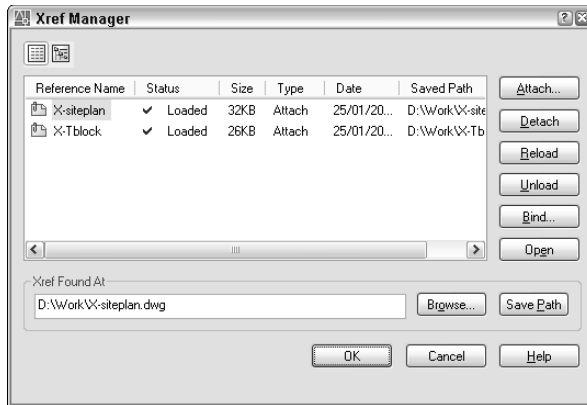 Xref Manager
Reference Name Status Size Type Date Saved Path
X-siteplan Loaded 32KB Attach 25/01/20... D:\Work\X-site
X-Tblock Loaded 26KB Attach 25/01/20... D:\Work\X-Tb
Attach...
Detach
Reload
Unload
Bind...
Open
Xref Found At
D:\Work\X-siteplan.dwg
Browse... Save Path
OK Cancel Help